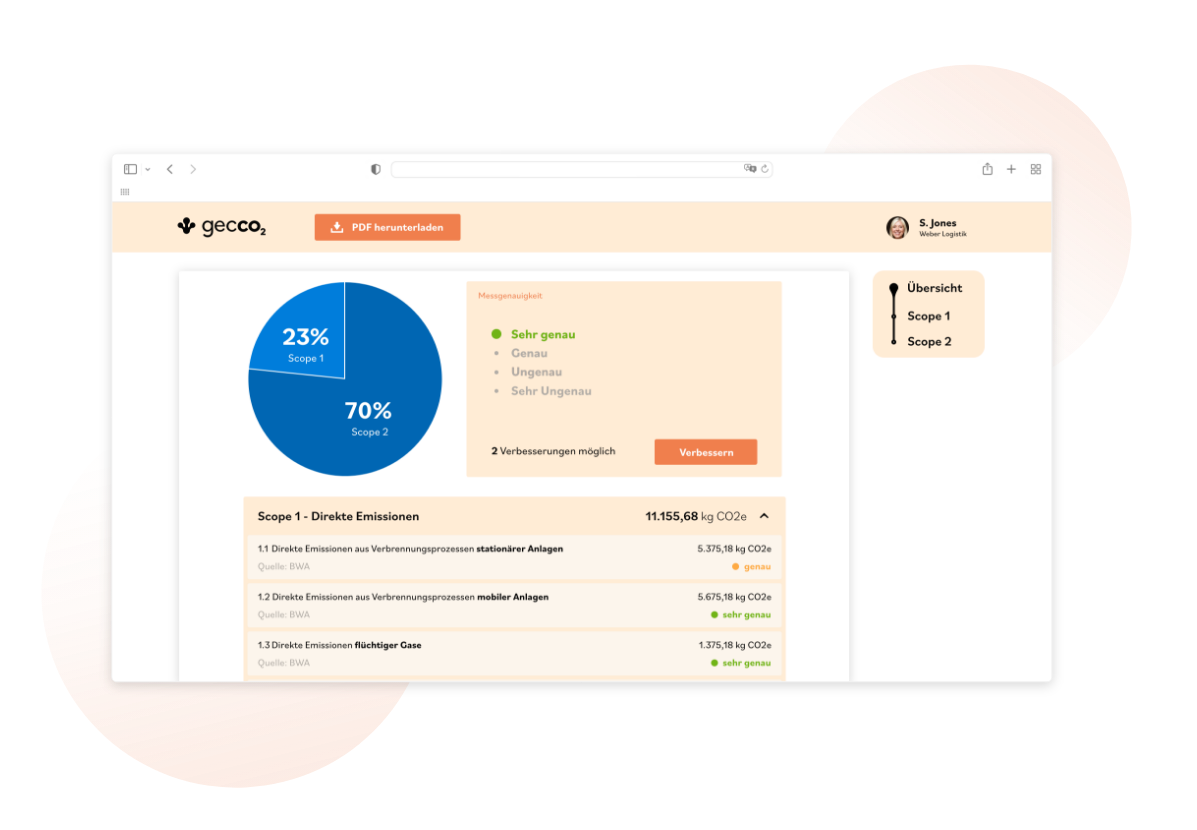 gecco2
PDF herunterladen
S. Jones
Weber Logistik
23%
Scope 1
70%
Scope 2
Messgenauigkeit
Sehr genau
Genau
Ungenau
Sehr Ungenau
2 Verbesserungen möglich
Verbessern
Übersicht
Scope 1
Scope 2
Scope 1 - Direkte Emissionen
11.155,68 kg CO2e
1.1 Direkte Emissionen aus Verbrennungsprozessen stationärer Anlagen
5.375,18 kg CO2e
Quelle: BWA
genau
1.2 Direkte Emissionen aus Verbrennungsprozessen mobiler Anlagen
5.675,18 kg CO2e
Quelle: BWA
sehr genau
1.3 Direkte Emissionen flüchtiger Gase
1.375,18 kg CO2e
Quelle: BWA
sehr genau